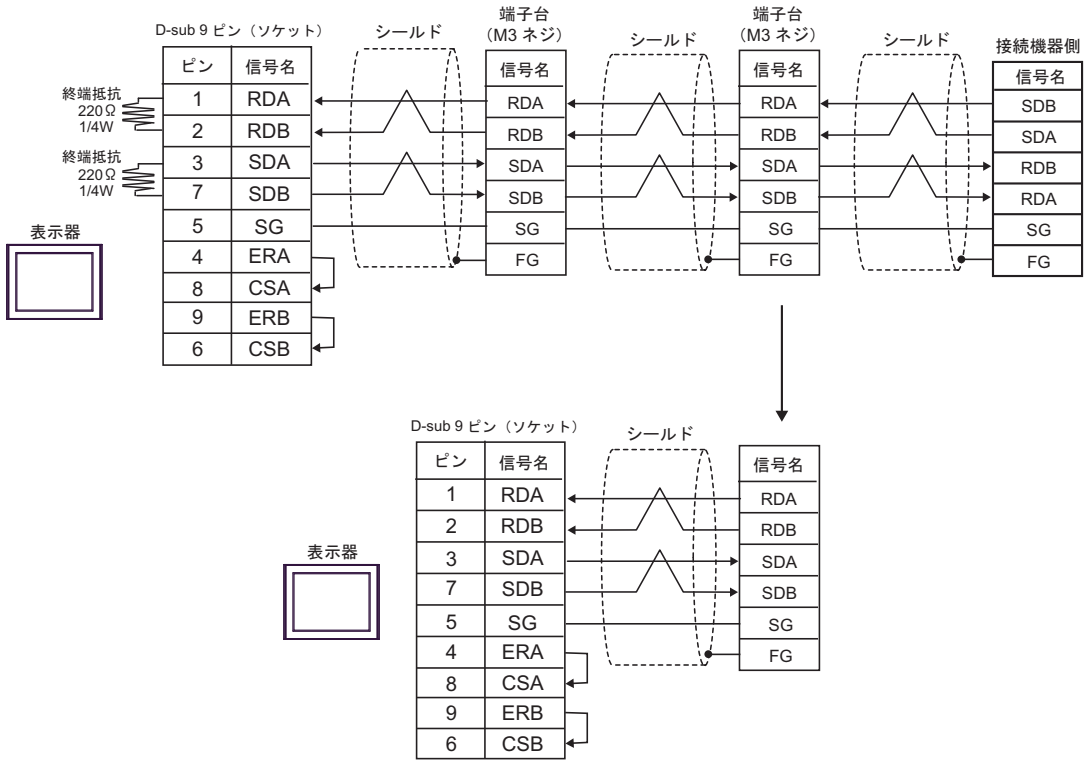 D-sub 9 ピン（ソケット）
シールド
端子台
（M3 ネジ）
シールド
端子台
（M3 ネジ）
シールド
接続機器側
ピン 信号名
1 RDA
2 RDB
3 SDA
7 SDB
5 SG
4 ERA
8 CSA
9 ERB
6 CSB
終端抵抗
220Ω
1/4W
終端抵抗
220Ω
1/4W
表示器
信号名
RDA
RDB
SDA
SDB
SG
FG
信号名
RDA
RDB
SDA
SDB
SG
FG
信号名
SDB
SDA
RDB
RDA
SG
FG
D-sub 9 ピン（ソケット）
シールド
ピン 信号名
1 RDA
2 RDB
3 SDA
7 SDB
5 SG
4 ERA
8 CSA
9 ERB
6 CSB
表示器
信号名
RDA
RDB
SDA
SDB
SG
FG